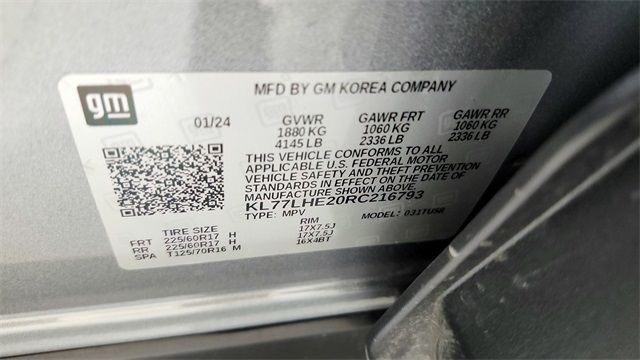 gm
MFD BY GM KOREA COMPANY
01/24 GVWR GAWR FRT GAWR RR
1880 KG 1060 KG 1060 KG
4145 LB 2336 LB 2336 LB
THIS VEHICLE CONFORMS TO ALL
APPLICABLE U.S. FEDERAL MOTOR
VEHICLE SAFETY AND THEFT PREVENTION
STANDARDS IN EFFECT ON THE DATE OF
MANUFACTURE SHOWN ABOVE.
KL77LHE20RC216793
TYPE: MPV MODEL: 031TUS8
TIRE SIZE RIM
FRT 225/60R17 H 17X7.5J
RR 225/60R17 H 17X7.5J
SPA T125/70R16 M 16X4BT